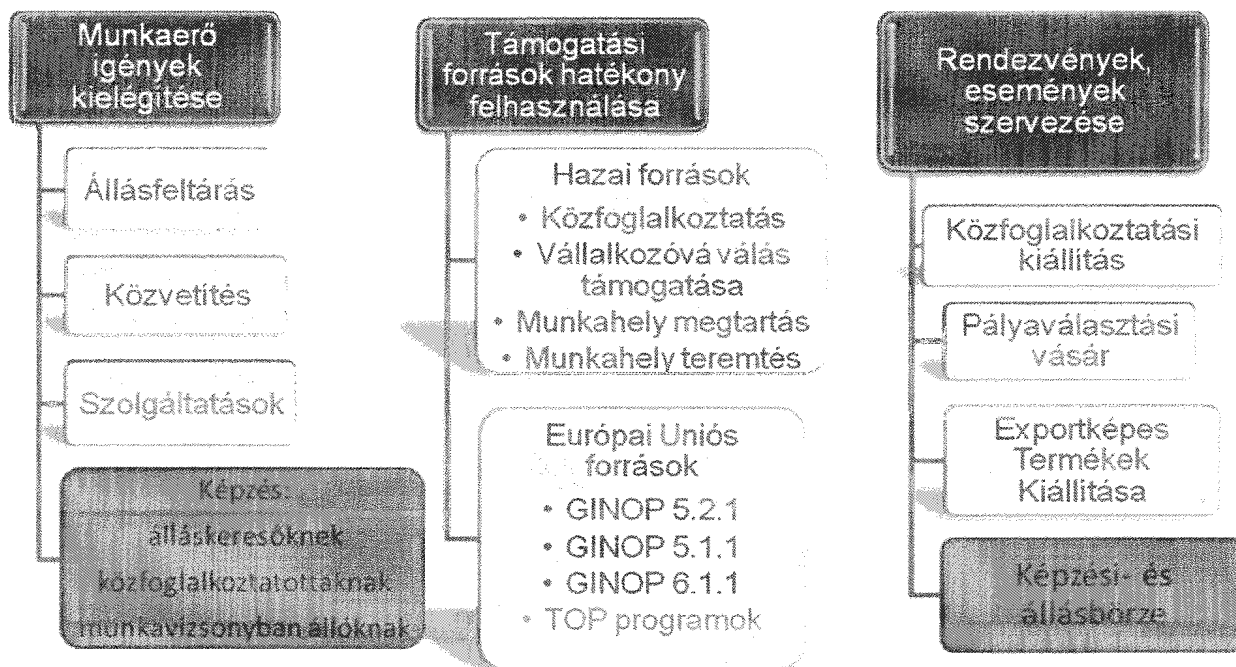 Munkaerő
igények
kielégítése
Állásfeltárás
Közvetítés
Szolgáltatások
Képzés:
álláskeresőknek
közfoglalkoztatottaknak
munkavizsonyban állóknak
Támogatási
források hatékony
felhasználása
Hazai források
• Közfoglalkoztatás
• Vállalkozóvá válás
támogatása
• Munkahely megtartás
• Munkahely teremtés
Európai Uniós
források
• GINOP 5.2.1
• GINOP 5.1.1
• GINOP 6.1.1
• TOP programok
Rendezvények,
események
szervezése
Közfoglalkoztatási
kiállítás
Pályaválasztási
vásár
Exportképes
Termékek
Kiállítása
Képzési- és
állásbörze